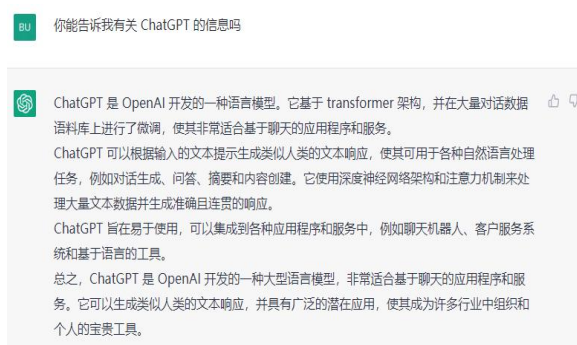 BU
你能告诉我有关 ChatGPT 的信息吗
ChatGPT 是 OpenAI 开发的一种语言模型。它基于 transformer 架构，并在大量对话数据
语料库上进行了微调，使其非常适合基于聊天的应用程序和服务。
ChatGPT 可以根据输入的文本提示生成类似人类的文本响应，使其可用于各种自然语言处理
任务，例如对话生成、问答、摘要和内容创建。它使用深度神经网络架构和注意力机制来处
理大量文本数据并生成准确且连贯的响应。
ChatGPT 旨在易于使用，可以集成到各种应用程序和服务中，例如聊天机器人、客户服务系
统和基于语言的工具。
总之，ChatGPT 是 OpenAI 开发的一种大型语言模型，非常适合基于聊天的应用程序和服
务。它可以生成类似人类的文本响应，并具有广泛的潜在应用，使其成为许多行业中组织和
个人的宝贵工具。